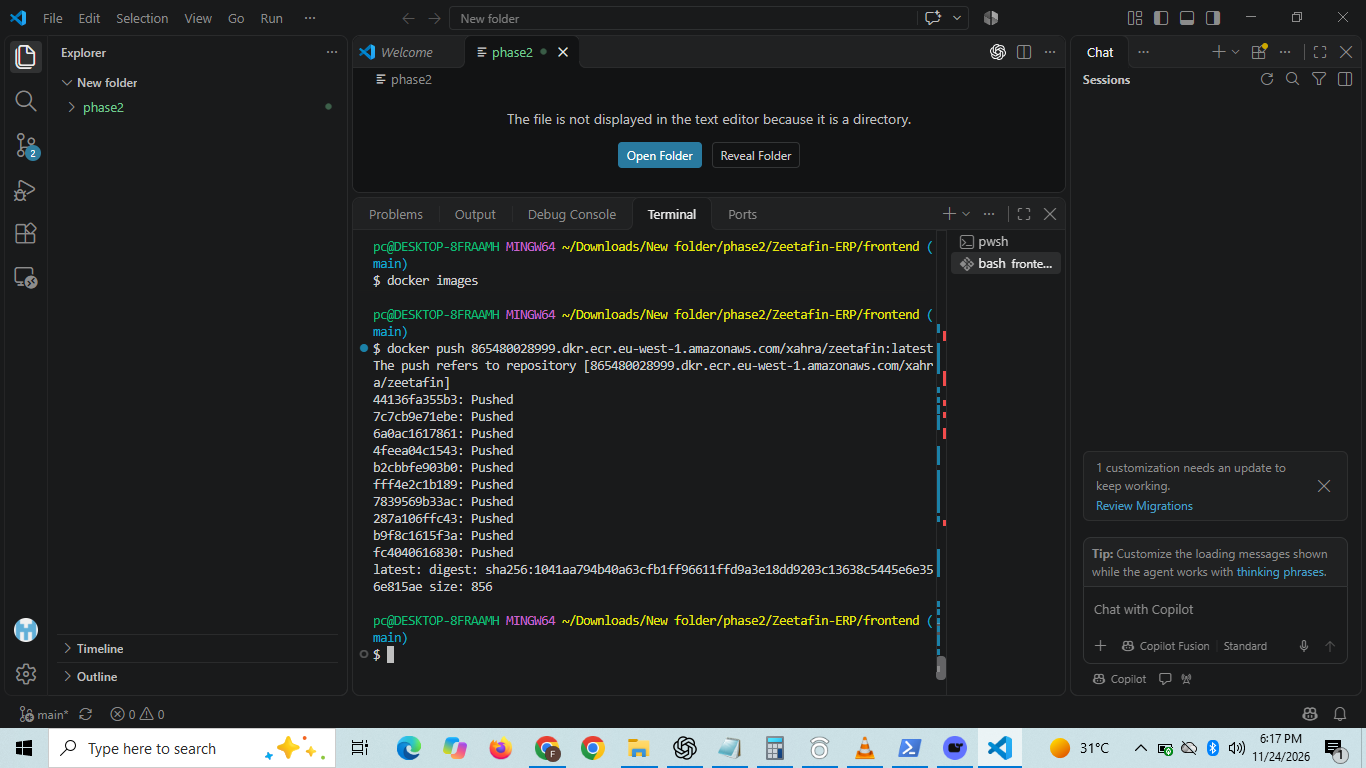 File Edit Selection View Go Run ···
New folder
Explorer
New folder
phase2
Timeline
Outline
2
Welcome
phase2
phase2
The file is not displayed in the text editor because it is a directory.
Open Folder Reveal Folder
Problems Output Debug Console Terminal Ports
pc@DESKTOP-8FRAAMH MINGW64 ~/Downloads/New folder/phase2/Zeetafin-ERP/frontend (
main)
$ docker images
pc@DESKTOP-8FRAAMH MINGW64 ~/Downloads/New folder/phase2/Zeetafin-ERP/frontend (
main)
$ docker push 865480028999.dkr.ecr.eu-west-1.amazonaws.com/xahra/zeetafin:latest
The push refers to repository [865480028999.dkr.ecr.eu-west-1.amazonaws.com/xahr
a/zeetafin]
44136fa355b3: Pushed
7c7cb9e71ebe: Pushed
6a0ac1617861: Pushed
4feea04c1543: Pushed
b2cbbfe903b0: Pushed
fff4e2c1b189: Pushed
7839569b33ac: Pushed
287a106ffc43: Pushed
b9f8c1615f3a: Pushed
fc4040616830: Pushed
latest: digest: sha256:1041aa794b40a63cfb1ff96611ffd9a3e18dd9203c13638c5445e6e35
6e815ae size: 856
pc@DESKTOP-8FRAAMH MINGW64 ~/Downloads/New folder/phase2/Zeetafin-ERP/frontend (
main)
$
pwsh
bash fronte...
Chat
Sessions
1 customization needs an update to
keep working.
Review Migrations
Tip: Customize the loading messages shown
while the agent works with thinking phrases.
Chat with Copilot
Copilot Fusion Standard
Copilot
main* 0 0
Type here to search
31°C
6:17 PM
11/24/2026
1